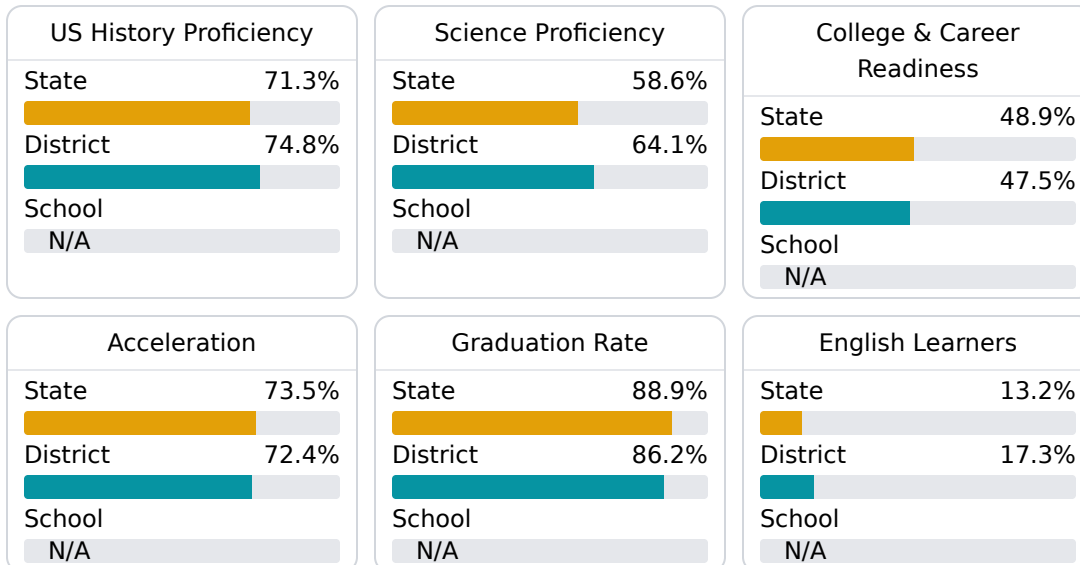 US History Proficiency
State 71.3%
District 74.8%
School
N/A
Science Proficiency
State 58.6%
District 64.1%
School
N/A
College & Career
Readiness
State 48.9%
District 47.5%
School
N/A
Acceleration
State 73.5%
District 72.4%
School
N/A
Graduation Rate
State 88.9%
District 86.2%
School
N/A
English Learners
State 13.2%
District 17.3%
School
N/A